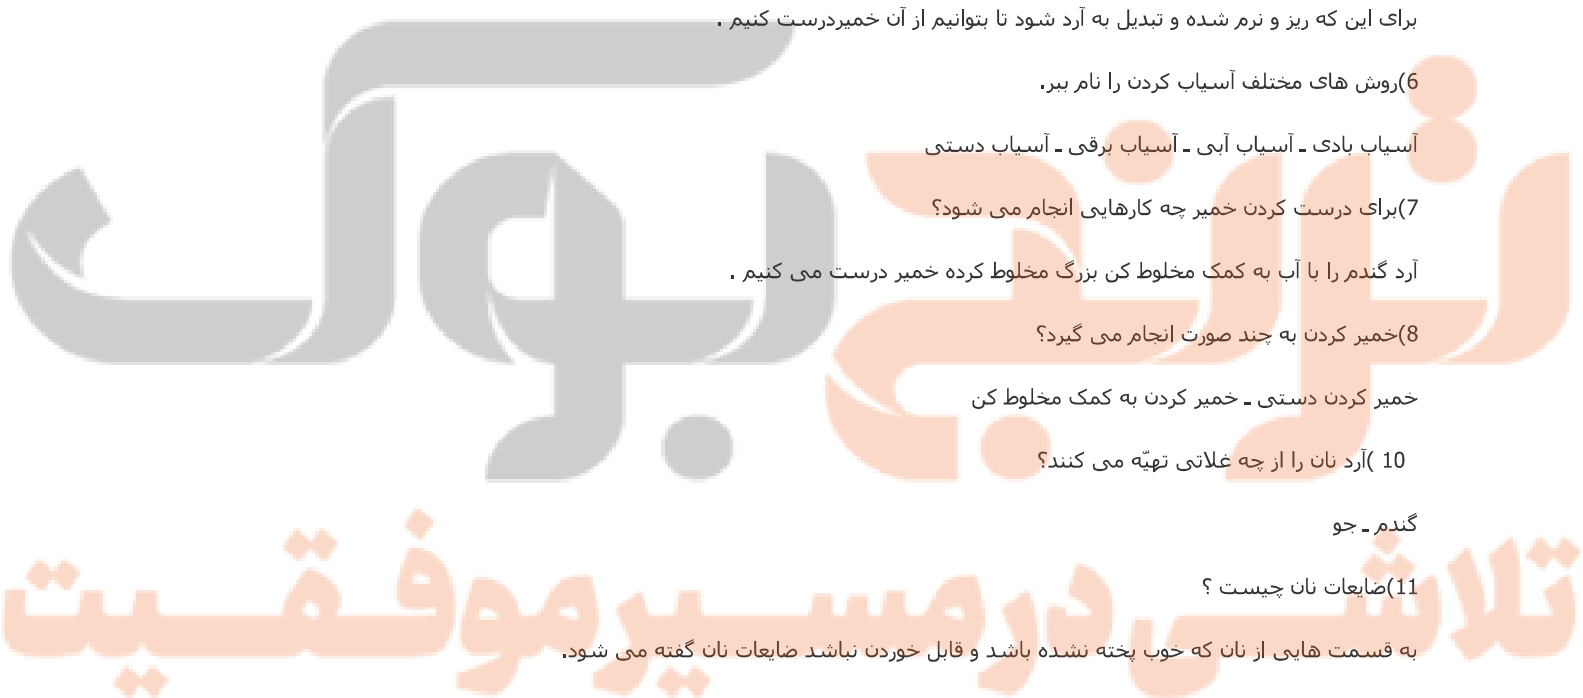 برای این که ریز و نرم شده و تبدیل به آرد شود تا بتوانیم از آن خمیردرست کنیم .
6)روش های مختلف آسیاب کردن را نام ببر.
آسیاب بادی ـ آسیاب آبی ـ آسیاب برقی ـ آسیاب دستی
7)برای درست کردن خمیر چه کارهایی انجام می شود؟
آرد گندم را با آب به کمک مخلوط کن بزرگ مخلوط کرده خمیر درست می کنیم .
8)خمیر کردن به چند صورت انجام می گیرد؟
خمیر کردن دستی ـ خمیر کردن به کمک مخلوط کن
10 )آرد نان را از چه غلاتی تهیّه می کنند؟
گندم ـ جو
11)ضایعات نان چیست ؟
به قسمت هایی از نان که خوب پخته نشده باشد و قابل خوردن نباشد ضایعات نان گفته می شود.
ترنج بوک
تلاشی در مسیر موفقیت